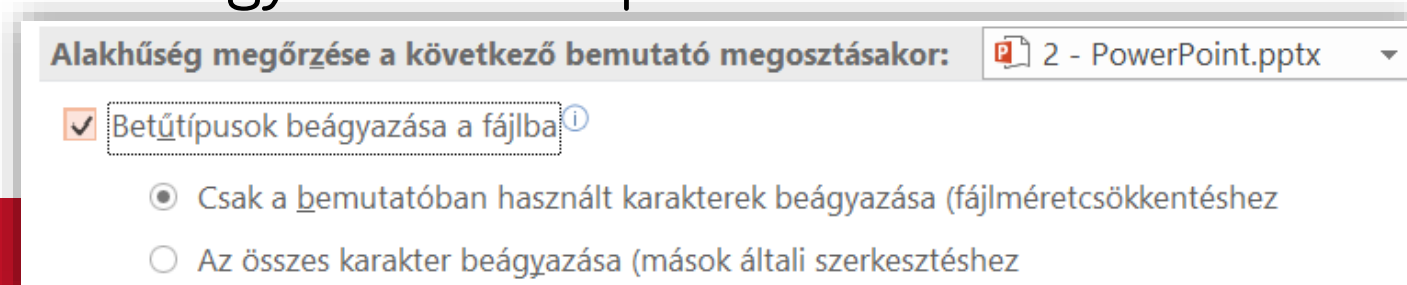 Alakhűség megőrzése a következő bemutató megosztásakor: 2 - PowerPoint.pptx
Betűtípusok beágyazása a fájlba
Csak a bemutatóban használt karakterek beágyazása (fájlméretcsökkentéshez
Az összes karakter beágyazása (mások általi szerkesztéshez